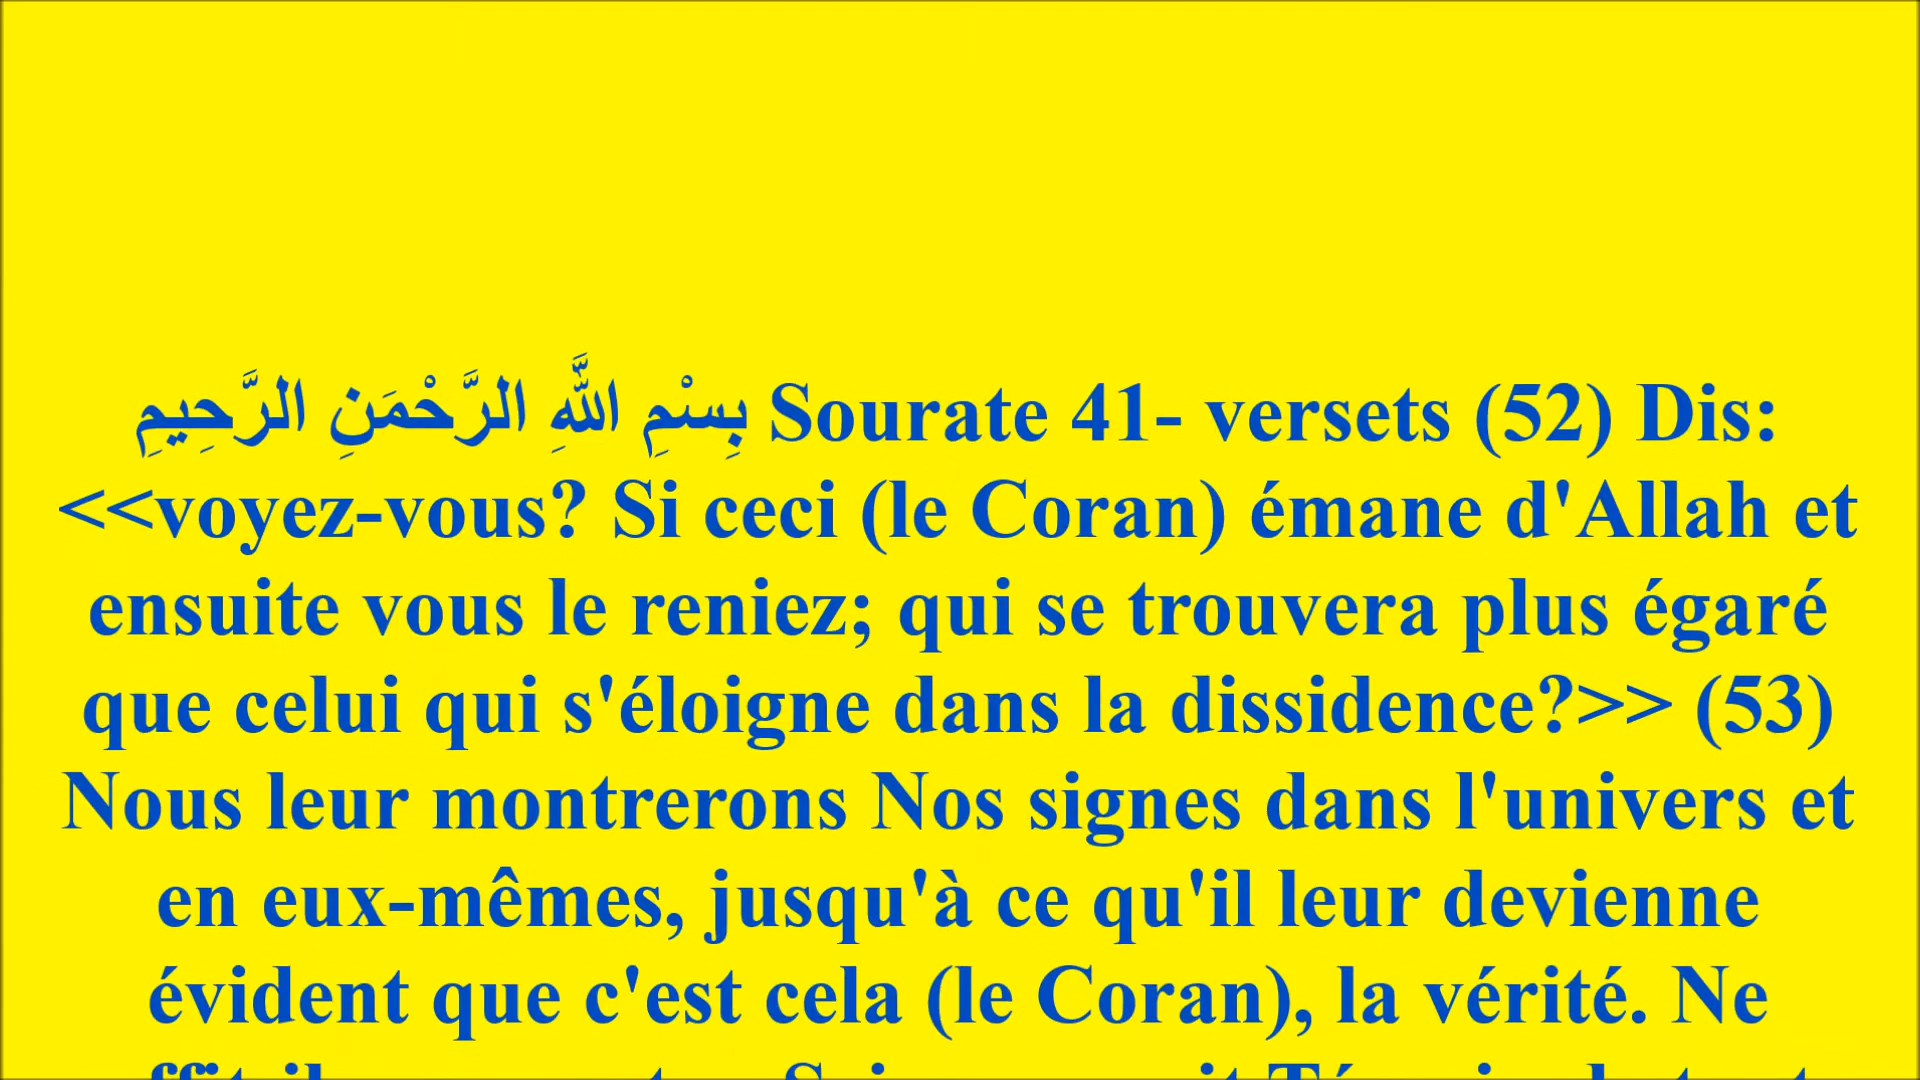 بِسْمِ اللَّهِ الرَّحْمَنِ الرَّحِيمِ Sourate 41- versets (52) Dis:
<<voyez-vous? Si ceci (le Coran) émane d'Allah et
ensuite vous le reniez; qui se trouvera plus égaré
que celui qui s'éloigne dans la dissidence?>> (53)
Nous leur montrerons Nos signes dans l'univers et
en eux-mêmes, jusqu'à ce qu'il leur devienne
évident que c'est cela (le Coran), la vérité. Ne